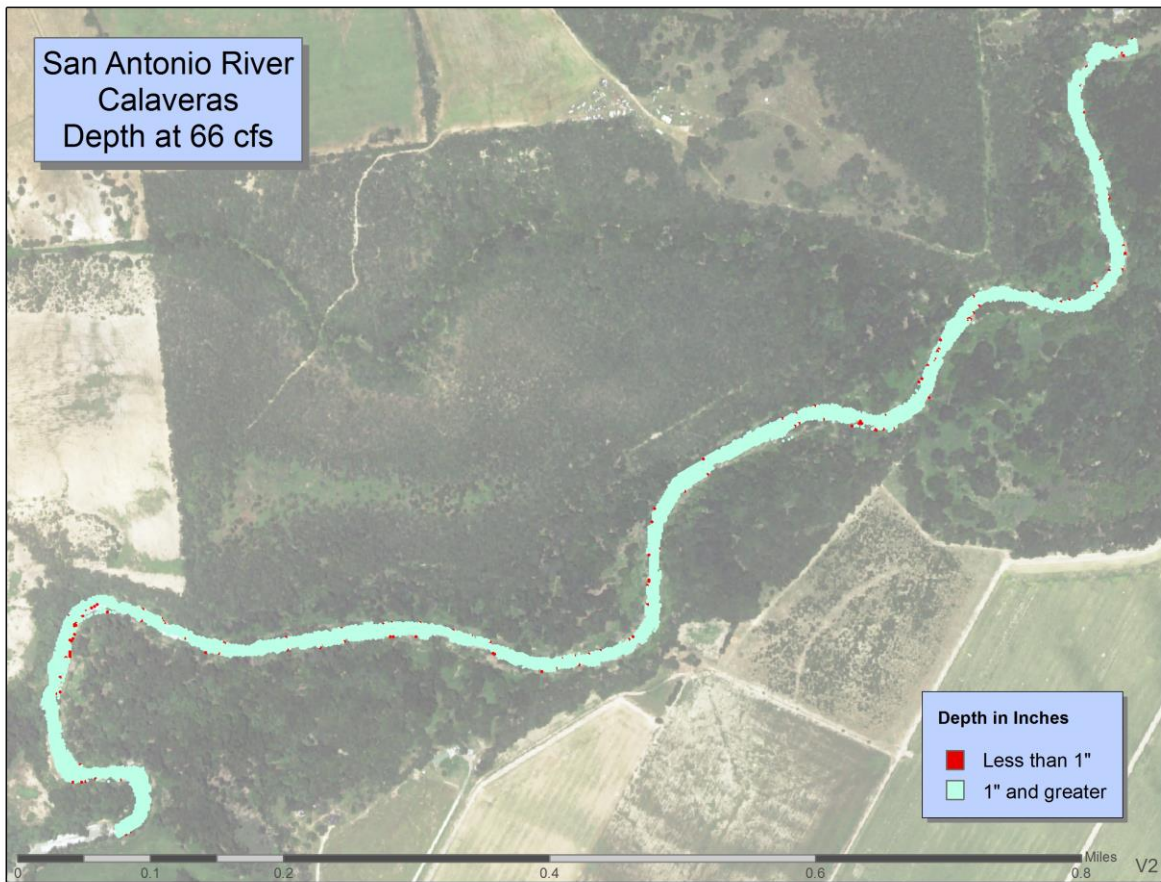 San Antonio River
Calaveras
Depth at 66 cfs
Depth in Inches
Less than 1"
1" and greater
Miles
0 0.1 0.2 0.4 0.6 0.8
V2